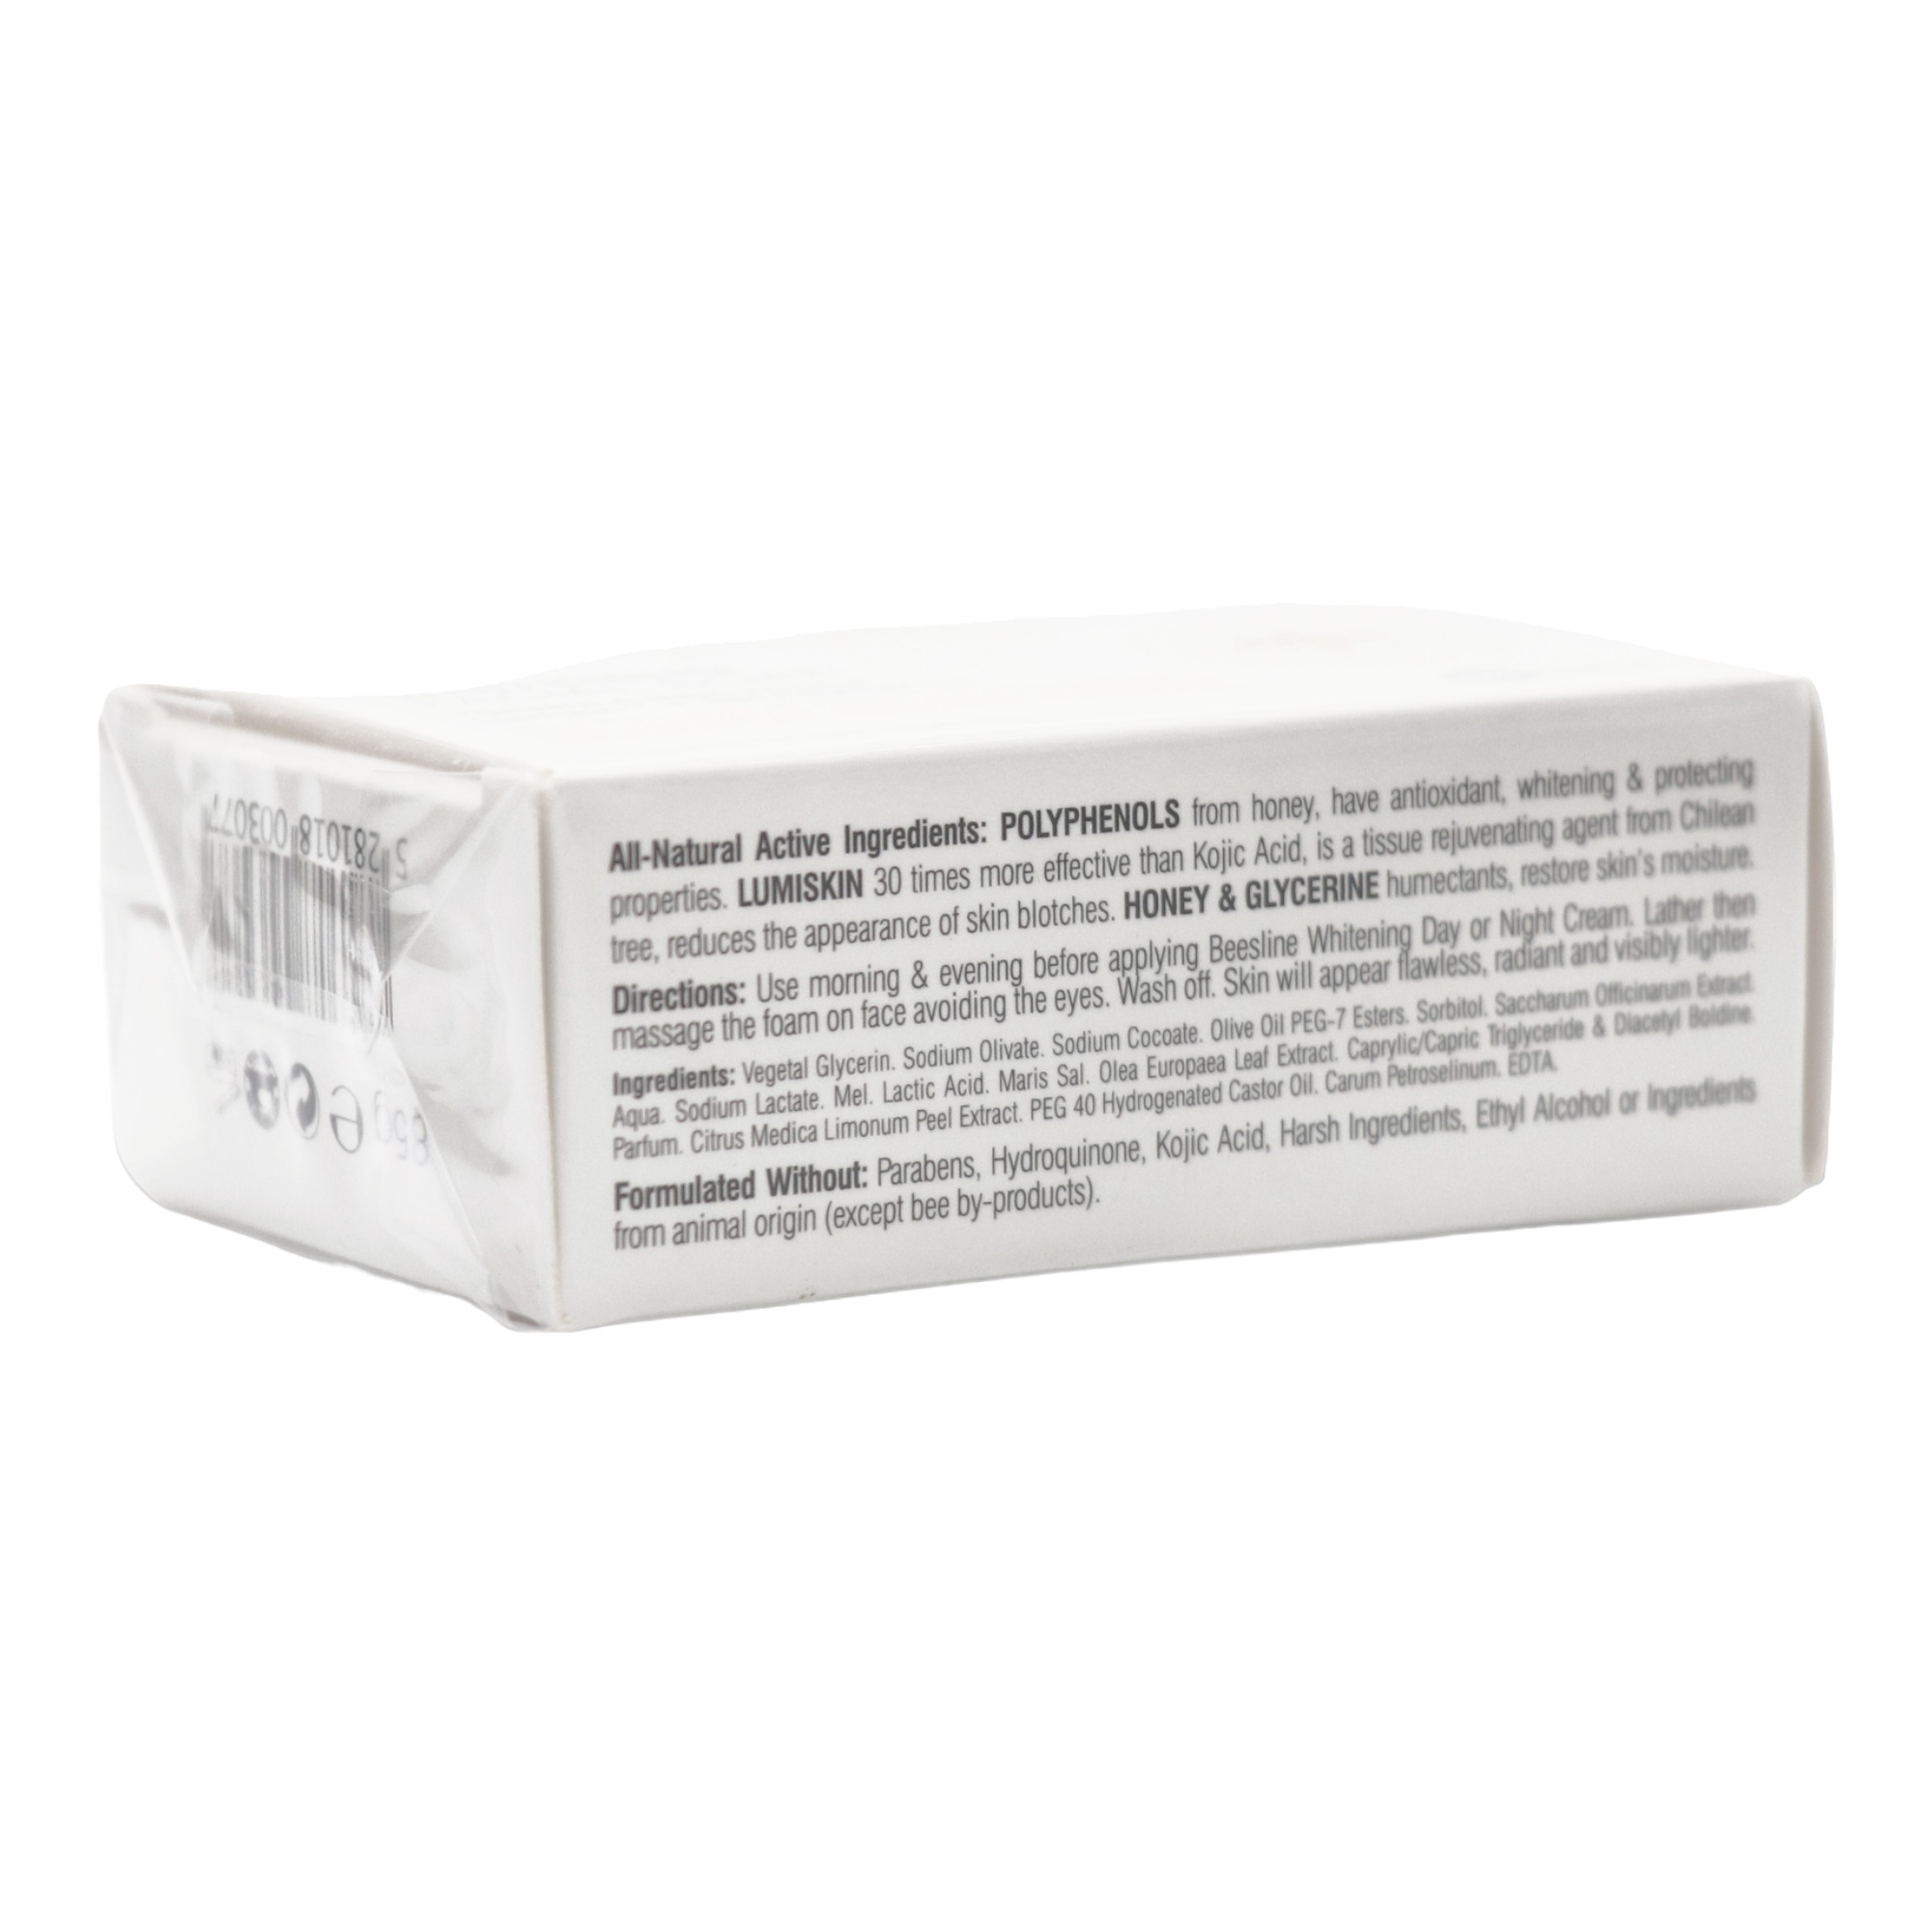 All-Natural Active Ingredients: POLYPHENOLS from honey, have antioxidant, whitening & protecting
properties. LUMISKIN 30 times more effective than Kojic Acid, is a tissue rejuvenating agent from Chilean
tree, reduces the appearance of skin blotches. HONEY & GLYCERINE humectants, restore skin's moisture.
Directions: Use morning & evening before applying Beesline Whitening Day or Night Cream. Lather then
massage the foam on face avoiding the eyes. Wash off. Skin will appear flawless, radiant and visibly lighter.
Ingredients: Vegetal Glycerin. Sodium Olivate. Sodium Cocoate. Olive Oil PEG-7 Esters. Sorbitol. Saccharum Officinarum Extract.
Aqua. Sodium Lactate. Mel. Lactic Acid. Maris Sal. Olea Europaea Leaf Extract. Caprylic/Capric Triglyceride & Diacetyl Boldine.
Parfum. Citrus Medica Limonum Peel Extract. PEG 40 Hydrogenated Castor Oil. Carum Petroselinum. EDTA.
Formulated Without: Parabens, Hydroquinone, Kojic Acid, Harsh Ingredients, Ethyl Alcohol or Ingredients
from animal origin (except bee by-products).
5 281018 003077
85g e